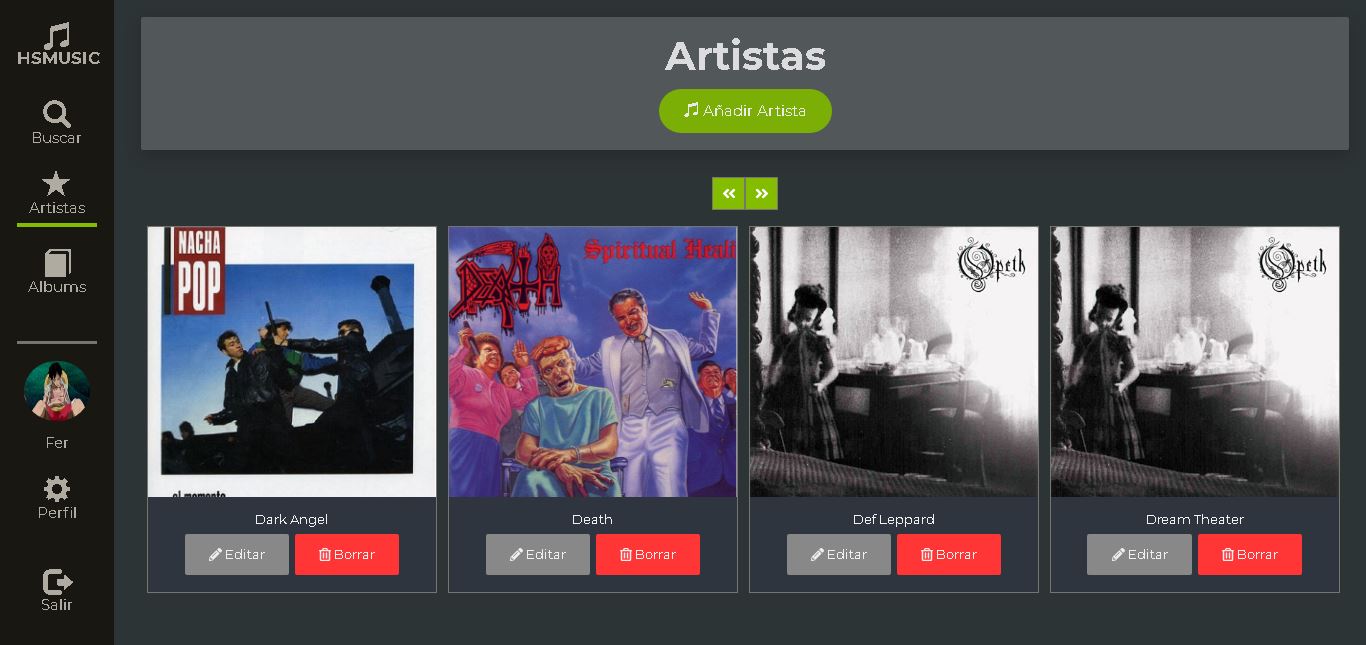 HSMUSIC
Buscar
Artistas
Albums
Fer
Perfil
Salir
Artistas
Añadir Artista
NACHA
POP
el momento
Dark Angel
Editar
Borrar
DEATH
Spiritual Heali
Death
Editar
Borrar
Opeth
Def Leppard
Editar
Borrar
Opeth
Dream Theater
Editar
Borrar